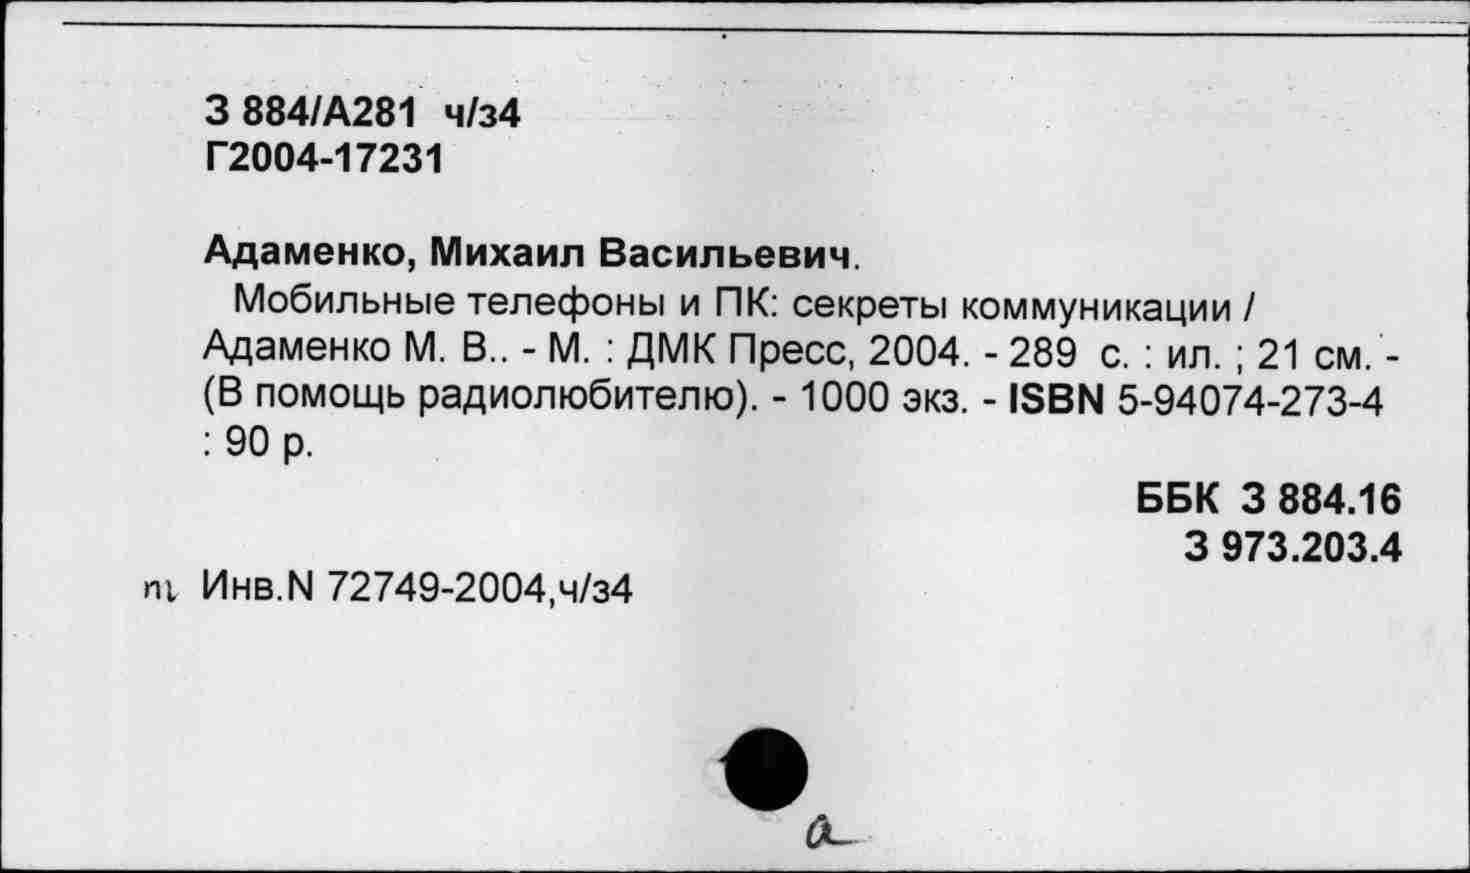 З 884/А281 ч/з4
Г2004-17231
Адаменко, Михаил Васильевич.
Мобильные телефоны и ПК: секреты коммуникации /
Адаменко М. В.. - М. : ДМК Пресс, 2004. - 289 с. : ил. ; 21 см. -
(В помощь радиолюбителю). - 1000 экз. - ISBN 5-94074-273-4
: 90 р.
ББК З 884.16
З 973.203.4
Инв.N 72749-2004,ч/з4
а